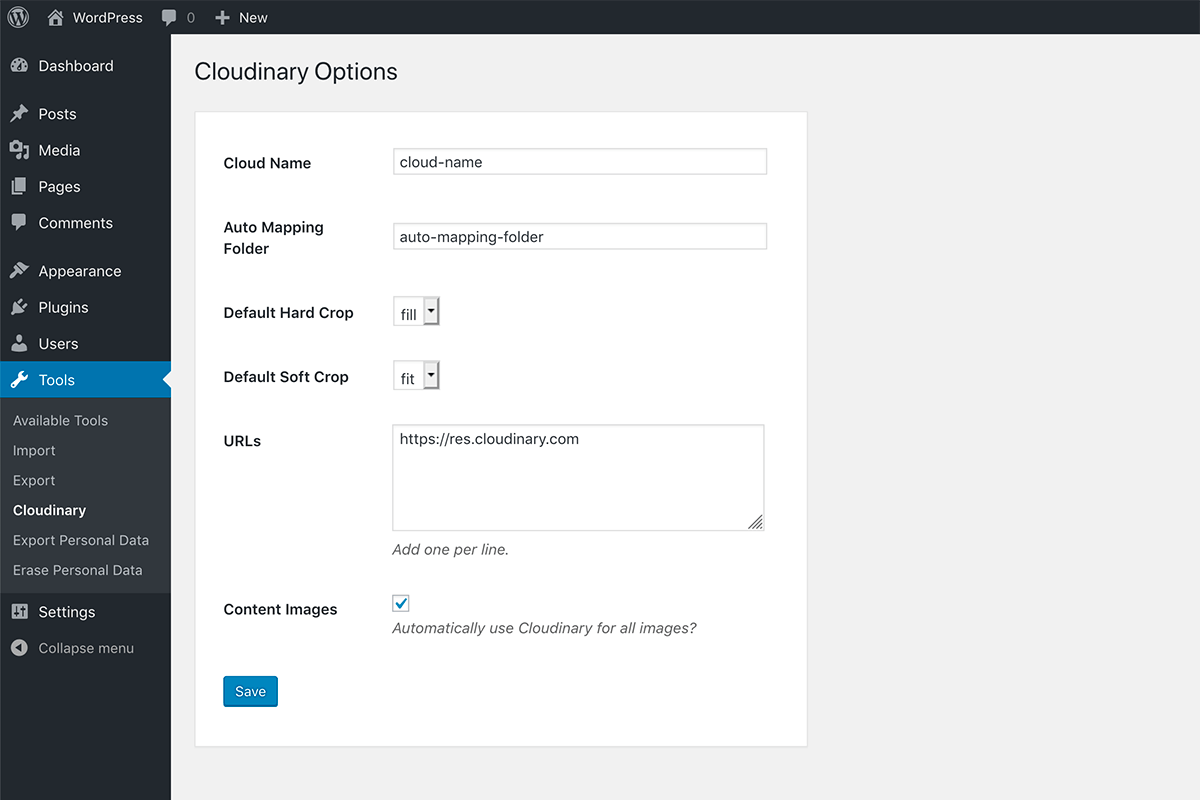 WordPress 0 New
Dashboard
Posts
Media
Pages
Comments
Appearance
Plugins
Users
Tools
Available Tools
Import
Export
Cloudinary
Export Personal Data
Erase Personal Data
Settings
Collapse menu
Cloudinary Options
Cloud Name cloud-name
Auto Mapping
Folder
auto-mapping-folder
Default Hard Crop fill
Default Soft Crop fit
URLs https://res.cloudinary.com
Add one per line.
Content Images
Automatically use Cloudinary for all images?
Save